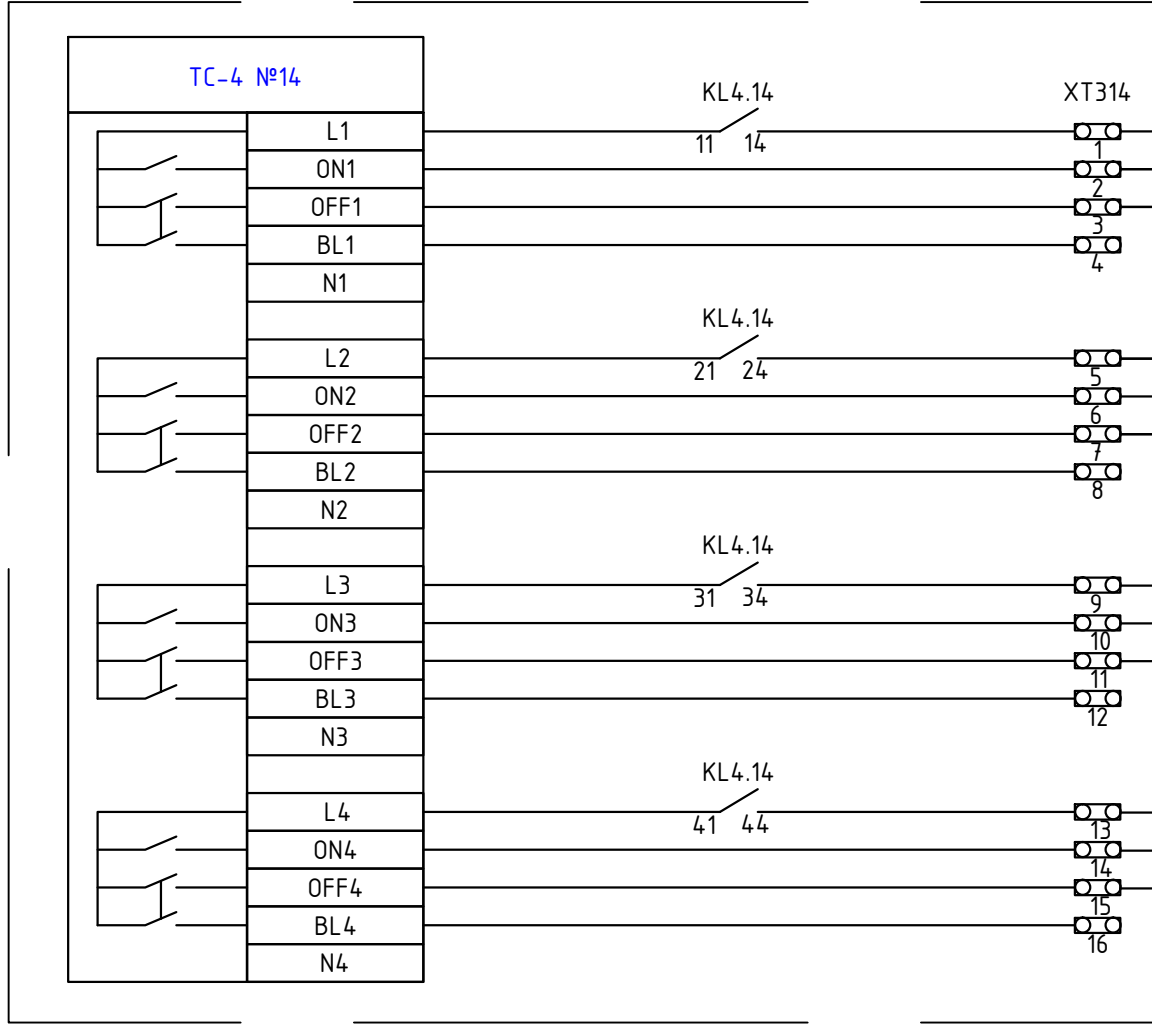 TC-4 №14
KL4.14
XT314
L1
11 14
1
ON1
2
OFF1
3
BL1
4
N1
KL4.14
L2
21 24
5
ON2
6
OFF2
7
BL2
8
N2
KL4.14
L3
31 34
9
ON3
10
OFF3
11
BL3
12
N3
KL4.14
L4
41 44
13
ON4
14
OFF4
15
BL4
16
N4